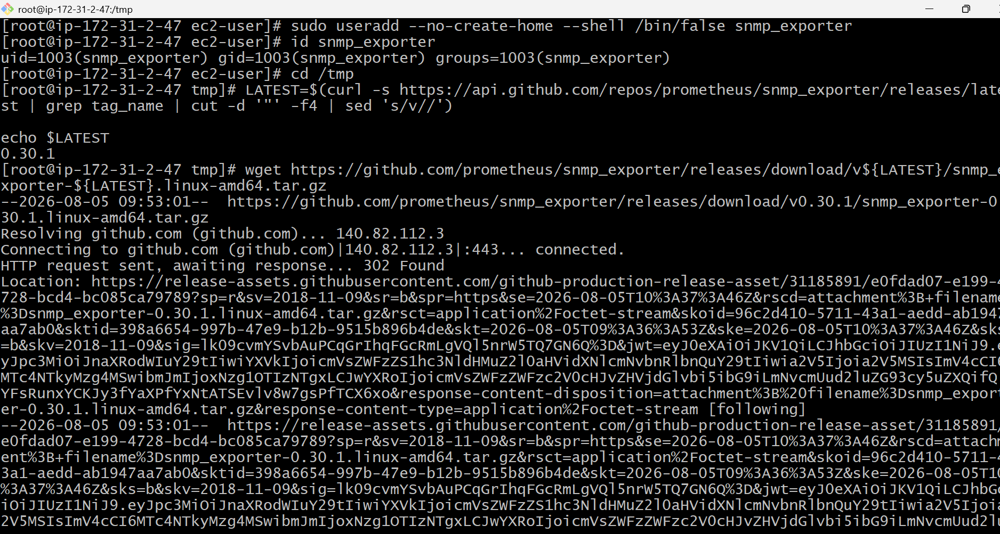 root@ip-172-31-2-47:/tmp
[root@ip-172-31-2-47 ec2-user]# sudo useradd --no-create-home --shell /bin/false snmp_exporter
[root@ip-172-31-2-47 ec2-user]# id snmp_exporter
uid=1003(snmp_exporter) gid=1003(snmp_exporter) groups=1003(snmp_exporter)
[root@ip-172-31-2-47 ec2-user]# cd /tmp
[root@ip-172-31-2-47 tmp]# LATEST=$(curl -s https://api.github.com/repos/prometheus/snmp_exporter/releases/late
st | grep tag_name | cut -d '"' -f4 | sed 's/v//')
echo $LATEST
0.30.1
[root@ip-172-31-2-47 tmp]# wget https://github.com/prometheus/snmp_exporter/releases/download/v${LATEST}/snmp_e
xporter-${LATEST}.linux-amd64.tar.gz
--2026-08-05 09:53:01--  https://github.com/prometheus/snmp_exporter/releases/download/v0.30.1/snmp_exporter-0
30.1.linux-amd64.tar.gz
Resolving github.com (github.com)... 140.82.112.3
Connecting to github.com (github.com)|140.82.112.3|:443... connected.
HTTP request sent, awaiting response... 302 Found
Location: https://release-assets.githubusercontent.com/github-production-release-asset/31185891/e0fdad07-e199-4
728-bcd4-bc085ca79789?sp=r&sv=2018-11-09&sr=b&spr=https&se=2026-08-05T10%3A37%3A46Z&rscd=attachment%3B+filename
%3Dsnmp_exporter-0.30.1.linux-amd64.tar.gz&rsct=application%2Foctet-stream&skoid=96c2d410-5711-43a1-aedd-ab1947
aa7ab0&sktid=398a6654-997b-47e9-b12b-9515b896b4de&skt=2026-08-05T09%3A36%3A53Z&ske=2026-08-05T10%3A37%3A46Z&sks
=b&skv=2018-11-09&sig=lkO9cvmYSvbAuPCqGrIhqFGcRmLgVQl5nrW5TQ7GN6Q%3D&jwt=eyJ0eXAiOiJKV1QiLCJhbGciOiJIUzI1NiJ9.e
yJpc3MiOiJnaXRodWIuY29tIiwiYXVkIjoicmVsZWFzZS1hc3NldHMuZ2l0aHVidXNlcmNvbnRlbnQuY29tIiwia2V5Ijoia2V5MSIsImV4cCI6
MTc4NTkyMzg4MSwibmJmIjoxNzg1OTIzNTgxLCJwYXRoIjoicmVsZWFzZWFzc2V0cHJvZHVjdGlvbi5ibG9iLmNvcmUud2luZG93cy5uZXQifQ
YFsRunxYCKJy3fYaXPfYxNtATSEvlv8w7gsPfTCX6xo&response-content-disposition=attachment%3B%20filename%3Dsnmp_export
er-0.30.1.linux-amd64.tar.gz&response-content-type=application%2Foctet-stream [following]
--2026-08-05 09:53:01--  https://release-assets.githubusercontent.com/github-production-release-asset/31185891/
e0fdad07-e199-4728-bcd4-bc085ca79789?sp=r&sv=2018-11-09&sr=b&spr=https&se=2026-08-05T10%3A37%3A46Z&rscd=attachm
ent%3B+filename%3Dsnmp_exporter-0.30.1.linux-amd64.tar.gz&rsct=application%2Foctet-stream&skoid=96c2d410-5711-4
3a1-aedd-ab1947aa7ab0&sktid=398a6654-997b-47e9-b12b-9515b896b4de&skt=2026-08-05T09%3A36%3A53Z&ske=2026-08-05T10
%3A37%3A46Z&sks=b&skv=2018-11-09&sig=lkO9cvmYSvbAuPCqGrIhqFGcRmLgVQl5nrW5TQ7GN6Q%3D&jwt=eyJ0eXAiOiJKV1QiLCJhbGc
iOiJIUzI1NiJ9.eyJpc3MiOiJnaXRodWIuY29tIiwiYXVkIjoicmVsZWFzZS1hc3NldHMuZ2l0aHVidXNlcmNvbnRlbnQuY29tIiwia2V5Ijoia
2V5MSIsImV4cCI6MTc4NTkyMzg4MSwibmJmIjoxNzg1OTIzNTgxLCJwYXRoIjoicmVsZWFzZWFzc2V0cHJvZHVjdGlvbi5ibG9iLmNvcmUud2lu